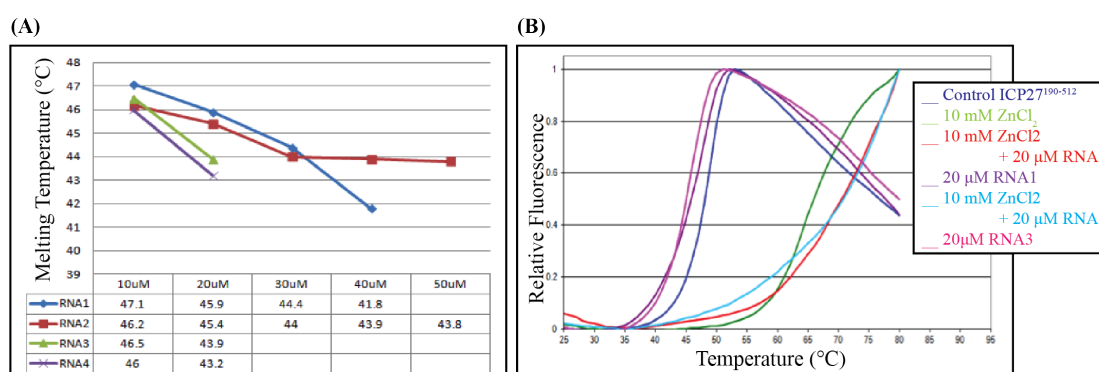 (A)
Melting Temperature (°C)
48
47
46
45
44
43
42
41
40
39
10uM 20uM 30uM 40uM 50uM
RNA1 47.1 45.9 44.4 41.8
RNA2 46.2 45.4 44 43.9 43.8
RNA3 46.5 43.9
RNA4 46 43.2
(B)
Relative Fluorescence
1
0.8
0.6
0.4
0.2
0
25 30 35 40 45 50 55 60 65 70 75 80 85 90 95
Temperature (°C)
Control ICP27¹⁹⁰⁻⁵¹²
10 mM ZnCl₂
10 mM ZnCl2
+ 20 µM RNA
20 µM RNA1
10 mM ZnCl2
+ 20 µM RNA
20µM RNA3